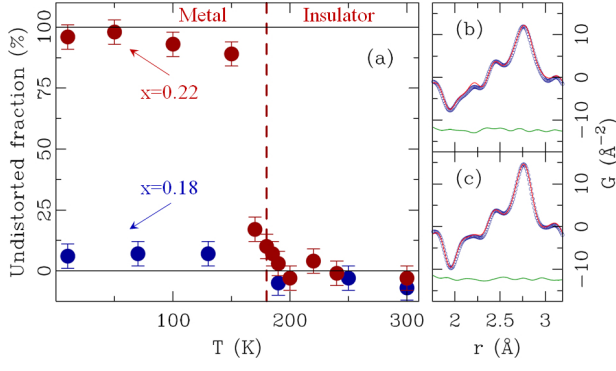 Metal
Insulator
(a)
x=0.22
x=0.18
Undistorted fraction (%)
100
75
50
25
0
100
200
300
T (K)
(b)
10
0
-10
(c)
10
0
-10
G (Å-2)
2
2.5
3
r (Å)